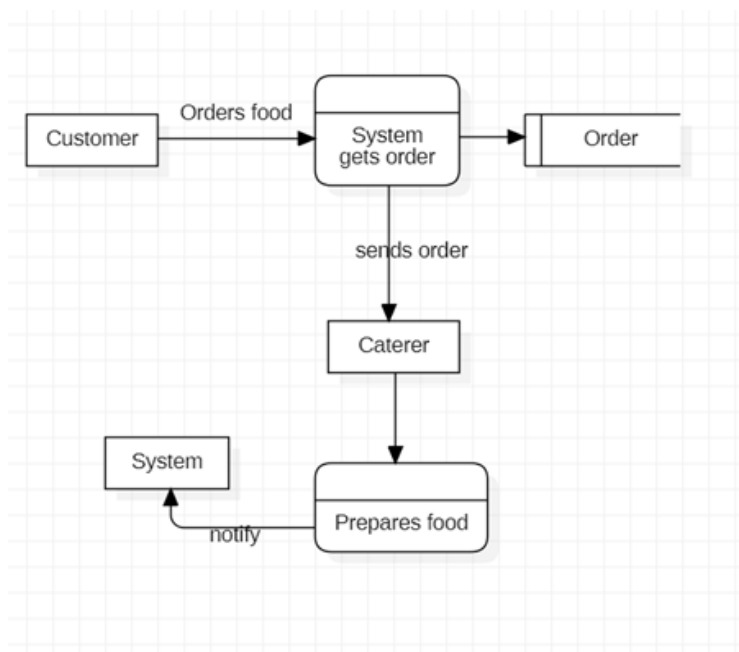 Orders food
Customer
System
gets order
Order
sends order
Caterer
System
Prepares food
notify